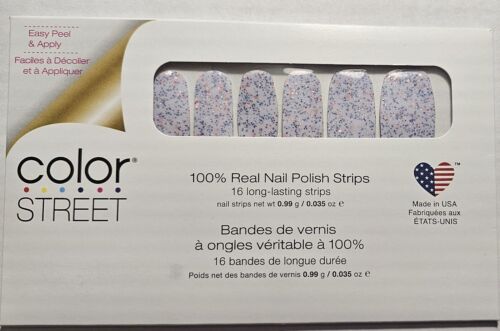 Easy Peel
& Apply
Faciles à Décoller
et à Appliquer
color®
STREET
100% Real Nail Polish Strips
16 long-lasting strips
nail strips net wt 0.99 g / 0.035 oz ℮
Bandes de vernis
à ongles véritable à 100%
16 bandes de longue durée
Poids net des bandes de vernis 0.99 g / 0.035 oz ℮
™
Made in USA
Fabriquées aux
ÉTATS-UNIS